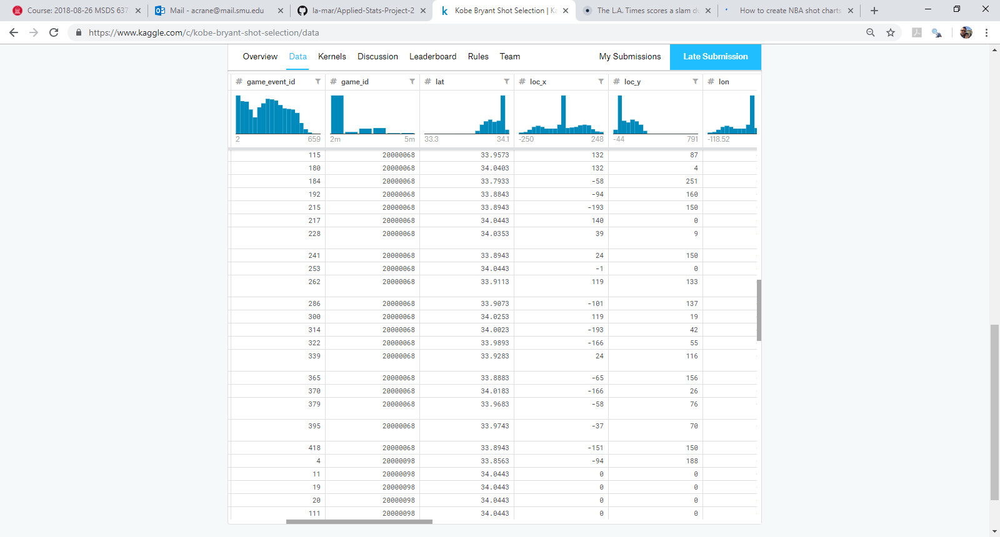 Course: 2018-08-26 MSDS 637
Mail - acrane@mail.smu.edu
la-mar/Applied-Stats-Project-2
Kobe Bryant Shot Selection | Ka
The L.A. Times scores a slam du
How to create NBA shot charts
https://www.kaggle.com/c/kobe-bryant-shot-selection/data
Overview Data Kernels Discussion Leaderboard Rules Team My Submissions Late Submission
# game_event_id # game_id # lat # loc_x # loc_y # lon
2 659 2m 5m 33.3 34.1 -250 248 -44 791 -118.52
115 20000068 33.9573 132 87
180 20000068 34.0403 132 4
184 20000068 33.7933 -58 251
192 20000068 33.8843 -94 160
215 20000068 33.8943 -193 150
217 20000068 34.0443 140 0
228 20000068 34.0353 39 9
241 20000068 33.8943 24 150
253 20000068 34.0443 -1 0
262 20000068 33.9113 119 133
286 20000068 33.9073 -101 137
300 20000068 34.0253 119 19
314 20000068 34.0023 -193 42
322 20000068 33.9893 -166 55
339 20000068 33.9283 24 116
365 20000068 33.8883 -65 156
370 20000068 34.0183 -166 26
379 20000068 33.9683 -58 76
395 20000068 33.9743 -37 70
418 20000068 33.8943 -151 150
4 20000098 33.8563 -94 188
11 20000098 34.0443 0 0
19 20000098 34.0443 0 0
20 20000098 34.0443 0 0
111 20000098 34.0443 0 0